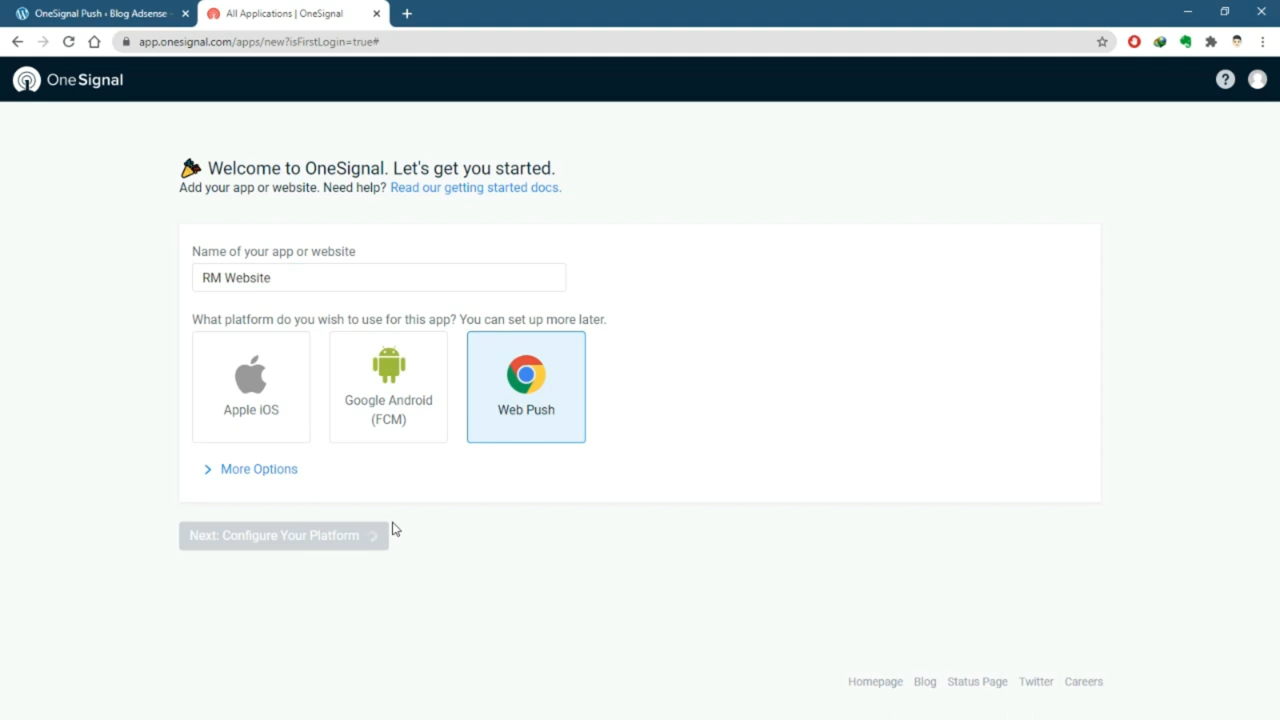 OneSignal Push › Blog Adsense
All Applications | OneSignal
app.onesignal.com/apps/new?isFirstLogin=true#
OneSignal
Welcome to OneSignal. Let's get you started.
Add your app or website. Need help? Read our getting started docs.
Name of your app or website
RM Website
What platform do you wish to use for this app? You can set up more later.
Apple iOS
Google Android
(FCM)
Web Push
More Options
Next: Configure Your Platform
Homepage Blog Status Page Twitter Careers